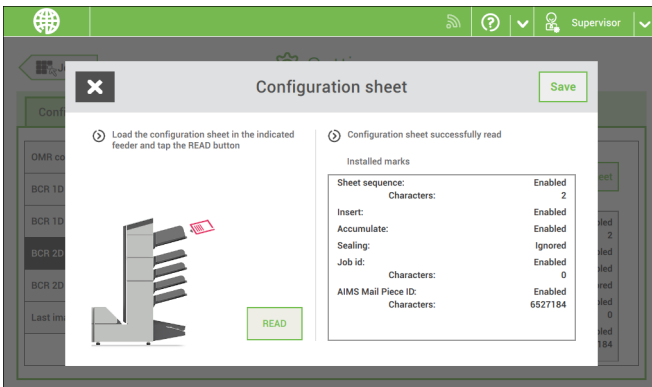 Supervisor
Configuration sheet
Save
Load the configuration sheet in the indicated
feeder and tap the READ button
READ
Configuration sheet successfully read
Installed marks
Sheet sequence: Enabled
Characters: 2
Insert: Enabled
Accumulate: Enabled
Sealing: Ignored
Job id: Enabled
Characters: 0
AIMS Mail Piece ID: Enabled
Characters: 6527184
OMR co
BCR 1D
BCR 1D
BCR 2D
BCR 2D
Last ima